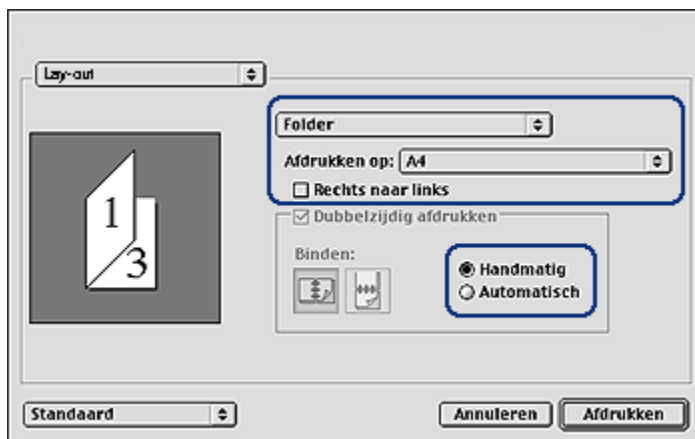 Lay-out
Folder
Afdrukken op: A4
Rechts naar links
Dubbelzijdig afdrukken
1
3
Binden:
Handmatig
Automatisch
Standaard
Annuleren
Afdrukken